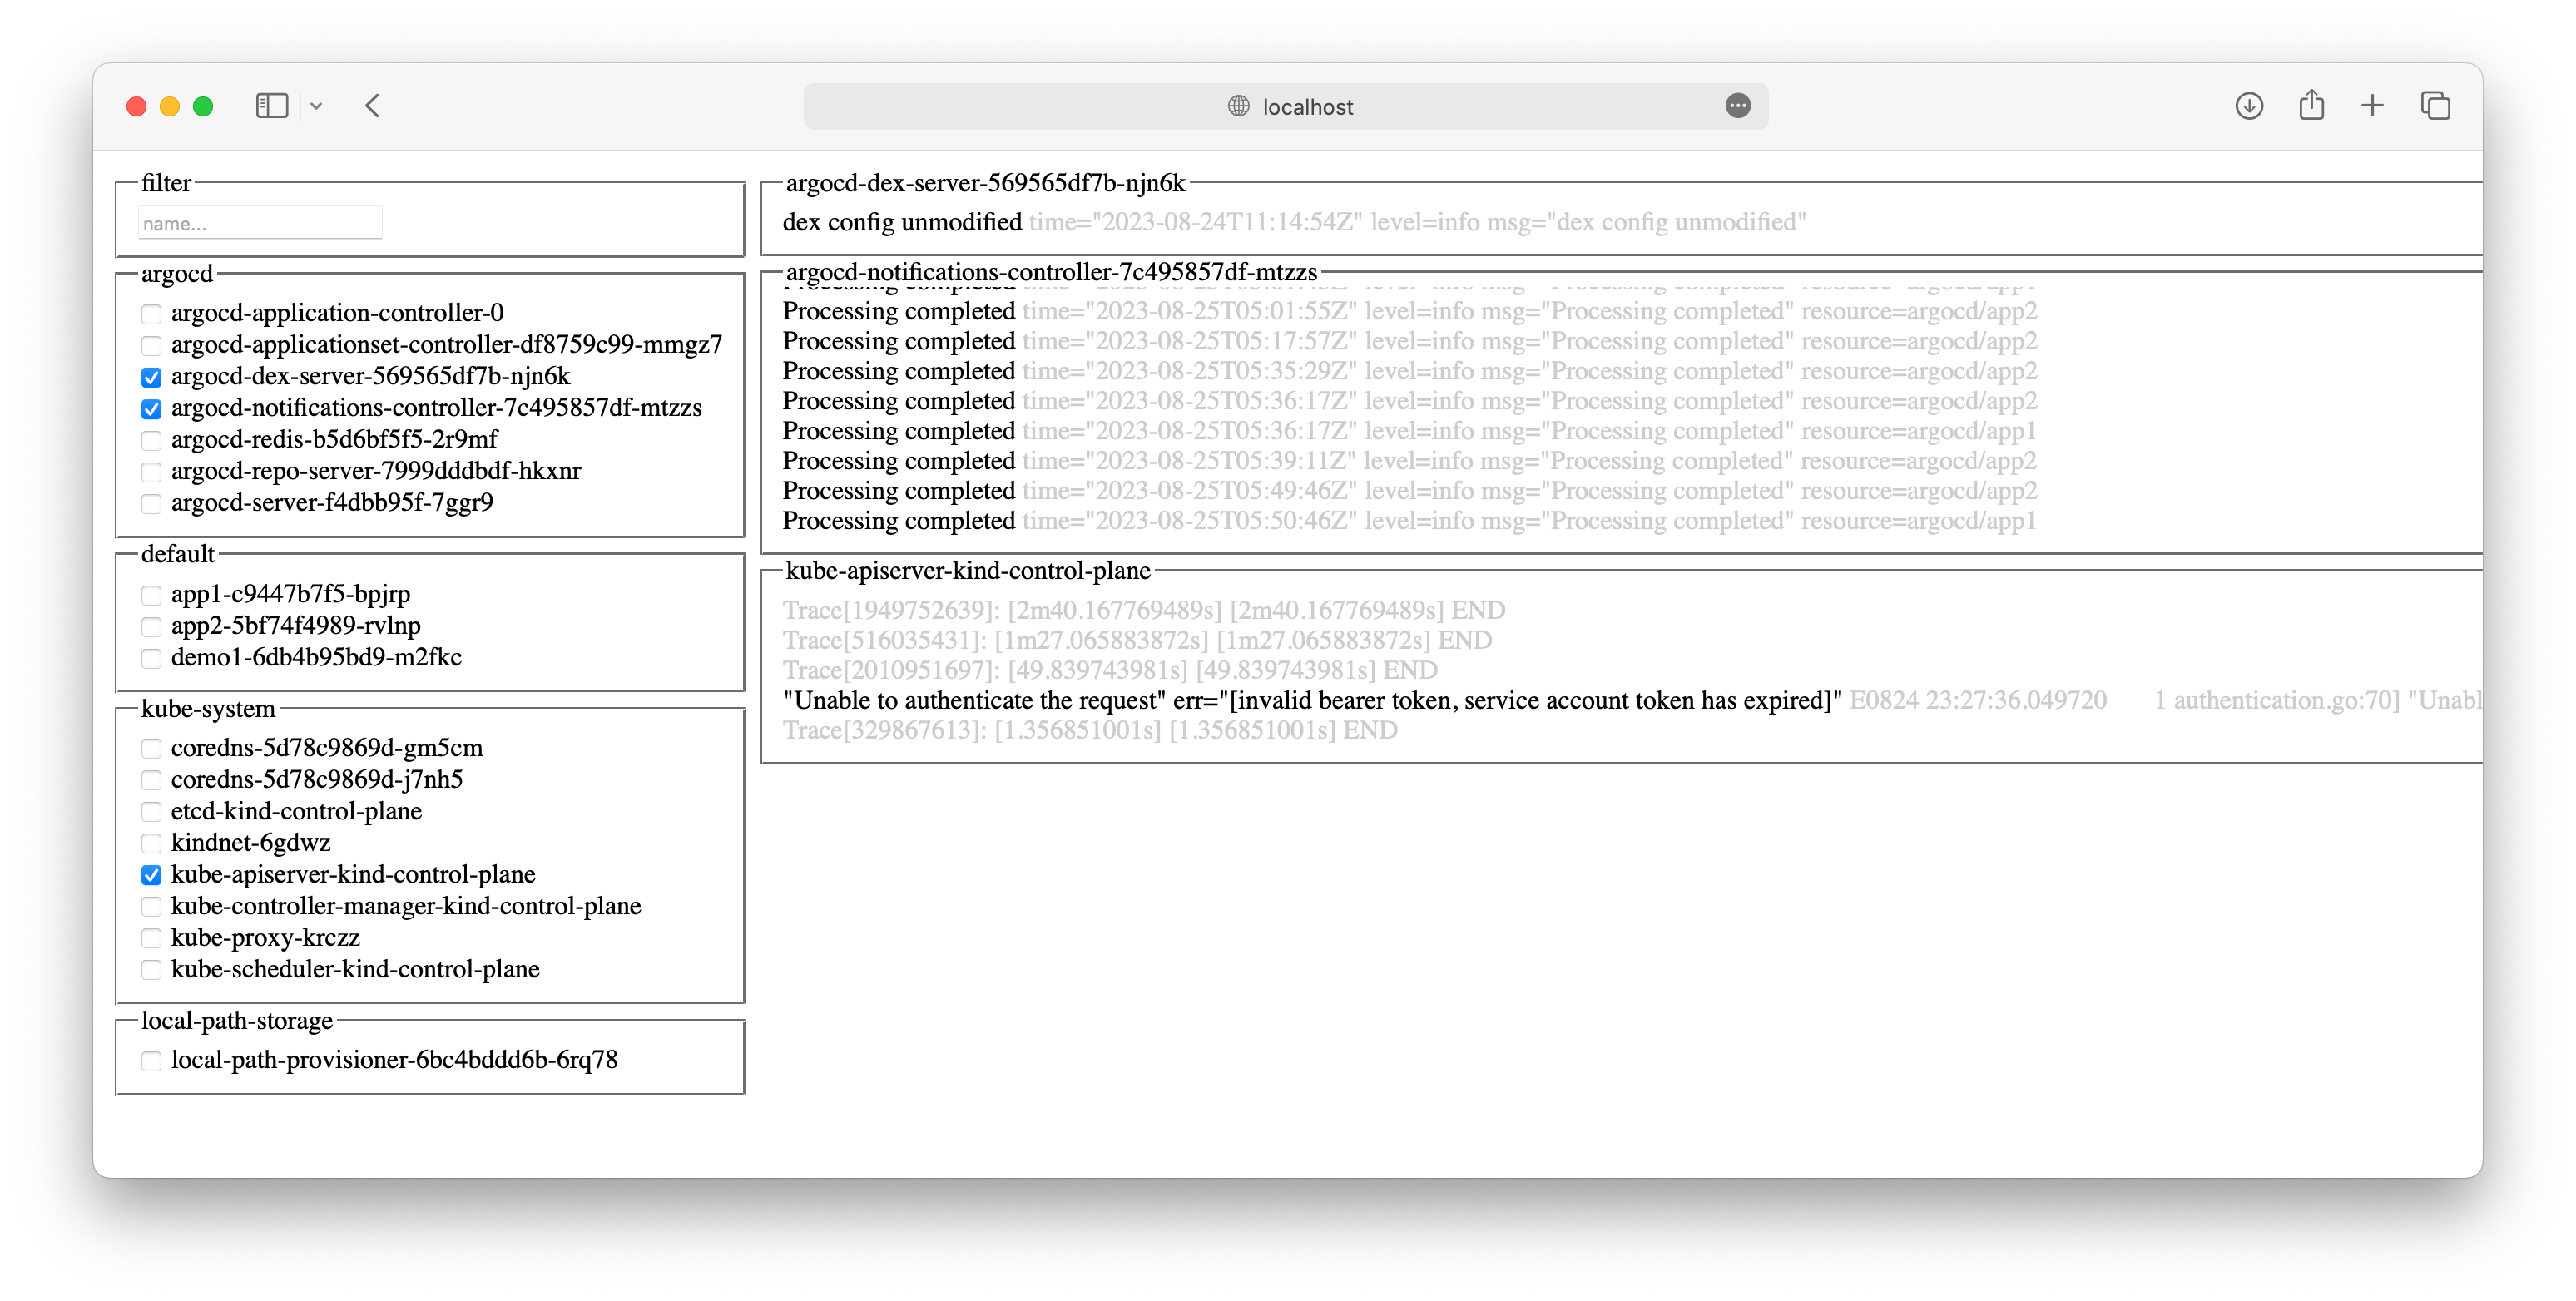 localhost
filter
name...
argocd
argocd-application-controller-0
argocd-applicationset-controller-df8759c99-mmgz7
argocd-dex-server-569565df7b-njn6k
argocd-notifications-controller-7c495857df-mtzzs
argocd-redis-b5d6bf5f5-2r9mf
argocd-repo-server-7999dddbdf-hkxnr
argocd-server-f4dbb95f-7ggr9
default
app1-c9447b7f5-bpjrp
app2-5bf74f4989-rvlnp
demo1-6db4b95bd9-m2fkc
kube-system
coredns-5d78c9869d-gm5cm
coredns-5d78c9869d-j7nh5
etcd-kind-control-plane
kindnet-6gdwz
kube-apiserver-kind-control-plane
kube-controller-manager-kind-control-plane
kube-proxy-krczz
kube-scheduler-kind-control-plane
local-path-storage
local-path-provisioner-6bc4bddd6b-6rq78
argocd-dex-server-569565df7b-njn6k
dex config unmodified time="2023-08-24T11:14:54Z" level=info msg="dex config unmodified"
argocd-notifications-controller-7c495857df-mtzzs
Processing completed time="2023-08-25T05:01:55Z" level=info msg="Processing completed" resource=argocd/app2
Processing completed time="2023-08-25T05:17:57Z" level=info msg="Processing completed" resource=argocd/app2
Processing completed time="2023-08-25T05:35:29Z" level=info msg="Processing completed" resource=argocd/app2
Processing completed time="2023-08-25T05:36:17Z" level=info msg="Processing completed" resource=argocd/app2
Processing completed time="2023-08-25T05:36:17Z" level=info msg="Processing completed" resource=argocd/app1
Processing completed time="2023-08-25T05:39:11Z" level=info msg="Processing completed" resource=argocd/app2
Processing completed time="2023-08-25T05:49:46Z" level=info msg="Processing completed" resource=argocd/app2
Processing completed time="2023-08-25T05:50:46Z" level=info msg="Processing completed" resource=argocd/app1
kube-apiserver-kind-control-plane
Trace[1949752639]: [2m40.167769489s] [2m40.167769489s] END
Trace[516035431]: [1m27.065883872s] [1m27.065883872s] END
Trace[2010951697]: [49.839743981s] [49.839743981s] END
"Unable to authenticate the request" err="[invalid bearer token, service account token has expired]" E0824 23:27:36.049720 1 authentication.go:70] "Unabl
Trace[329867613]: [1.356851001s] [1.356851001s] END